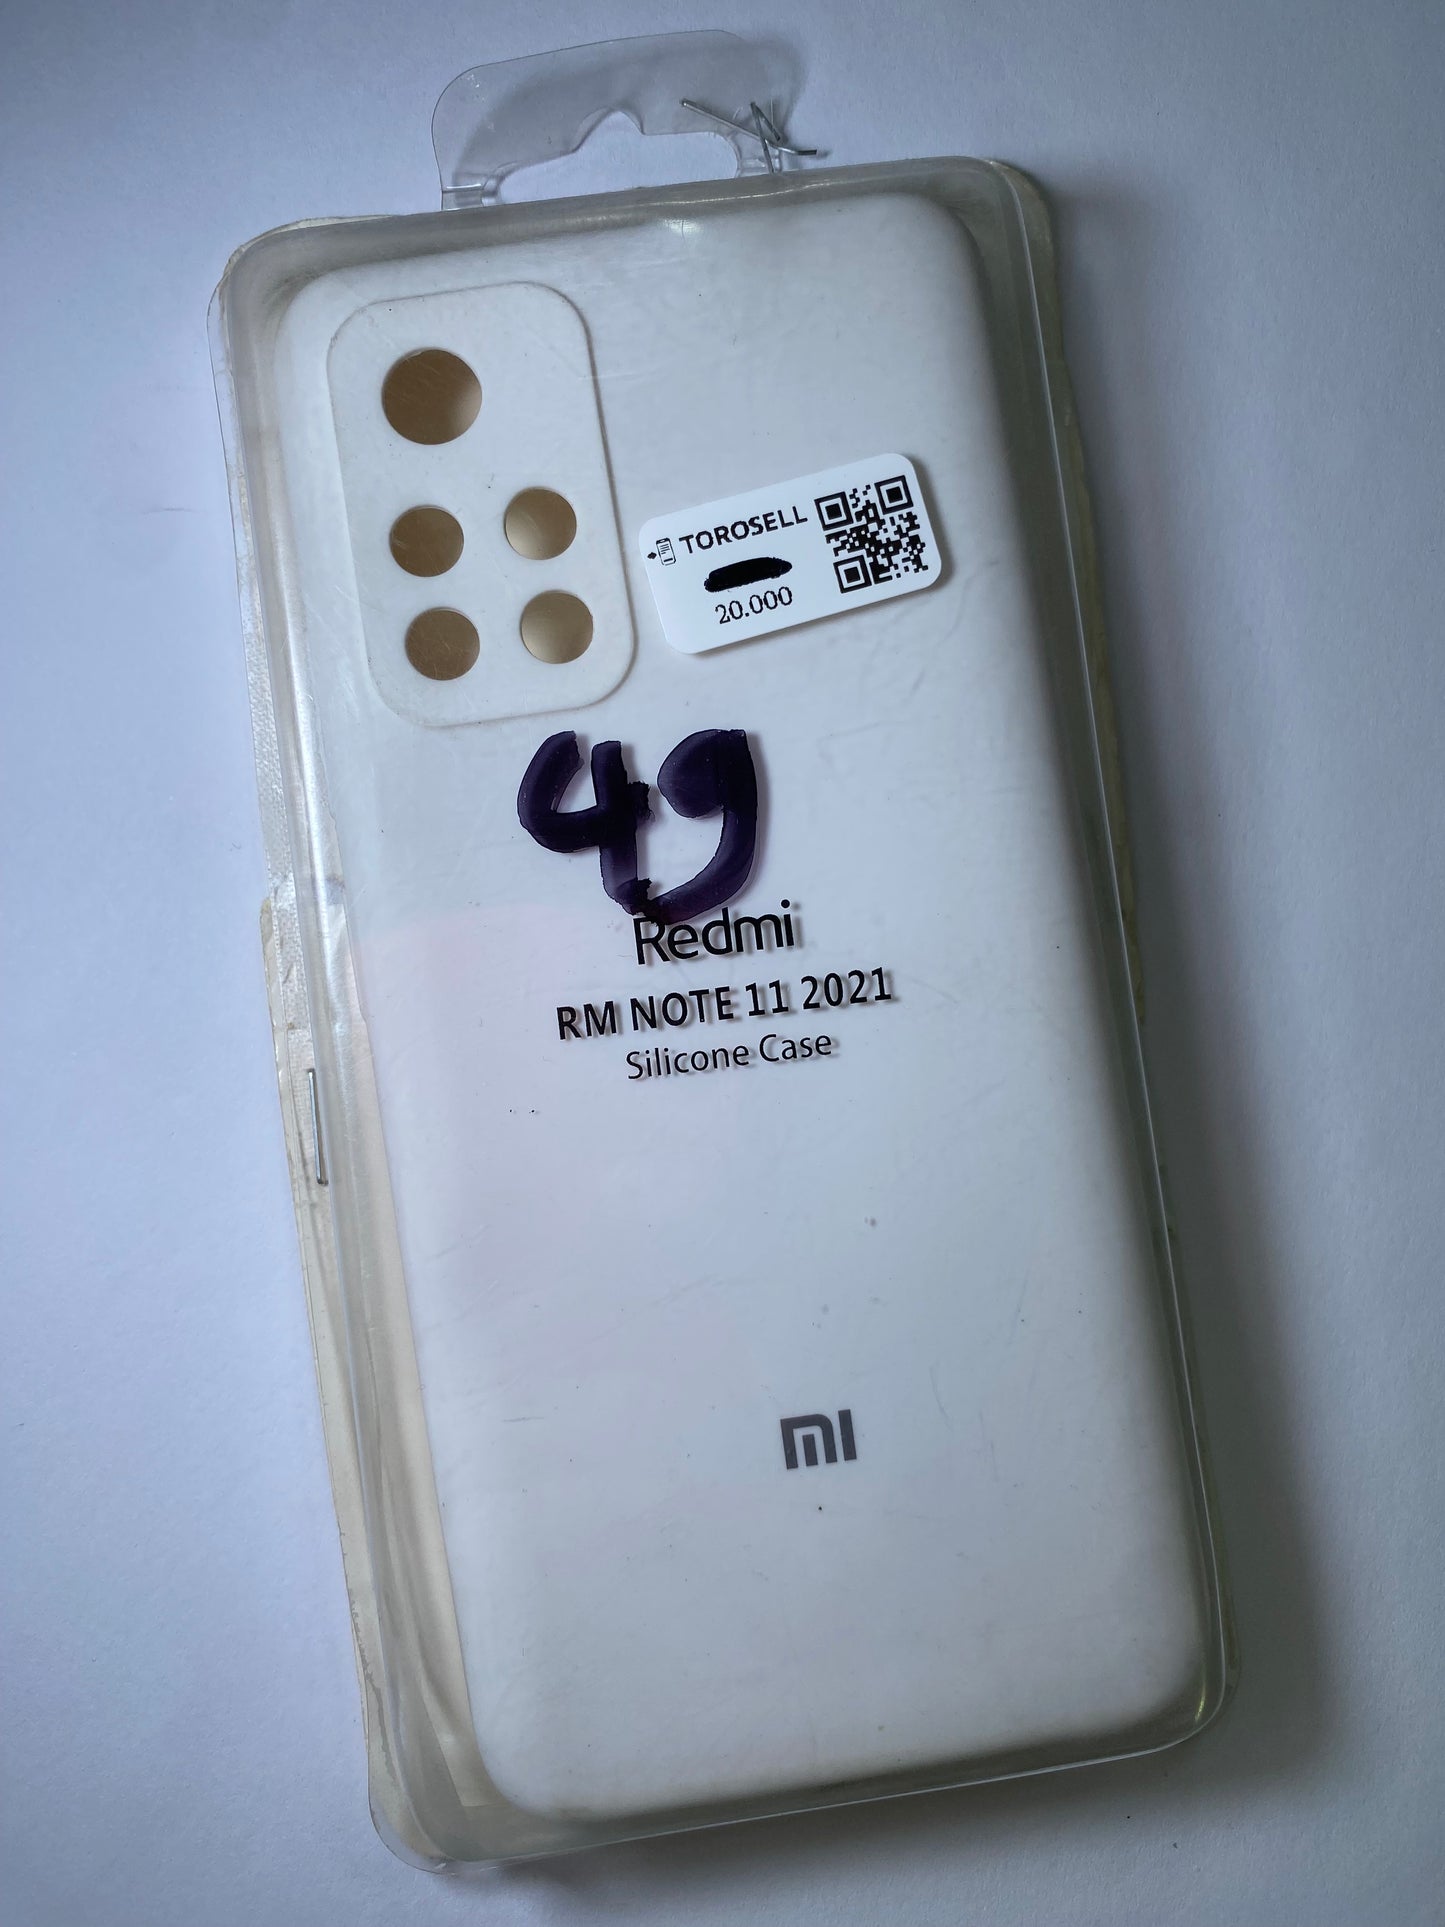 TOROSELL
20.000
49
Redmi
RM NOTE 11 2021
Silicone Case
mi